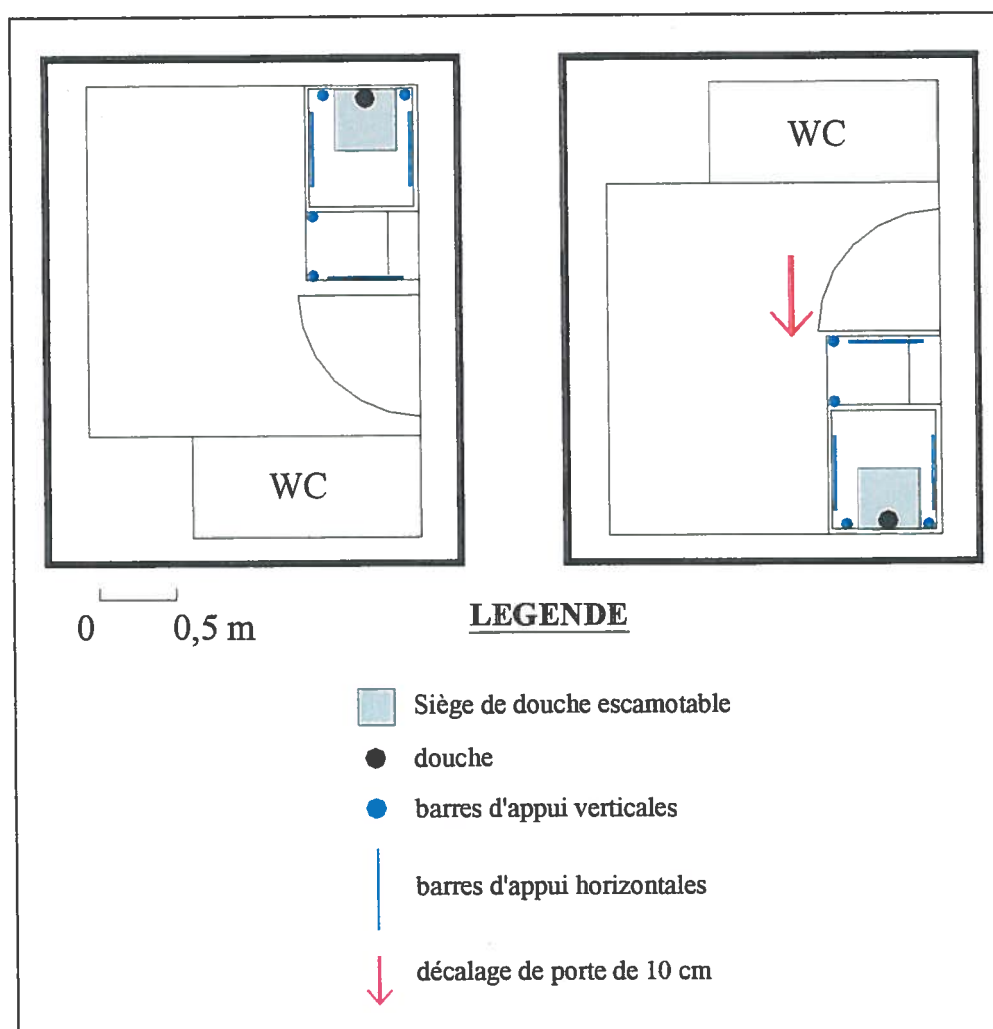 WC
WC
0 0,5 m
LEGENDE
Siège de douche escamotable
douche
barres d'appui verticales
barres d'appui horizontales
décalage de porte de 10 cm